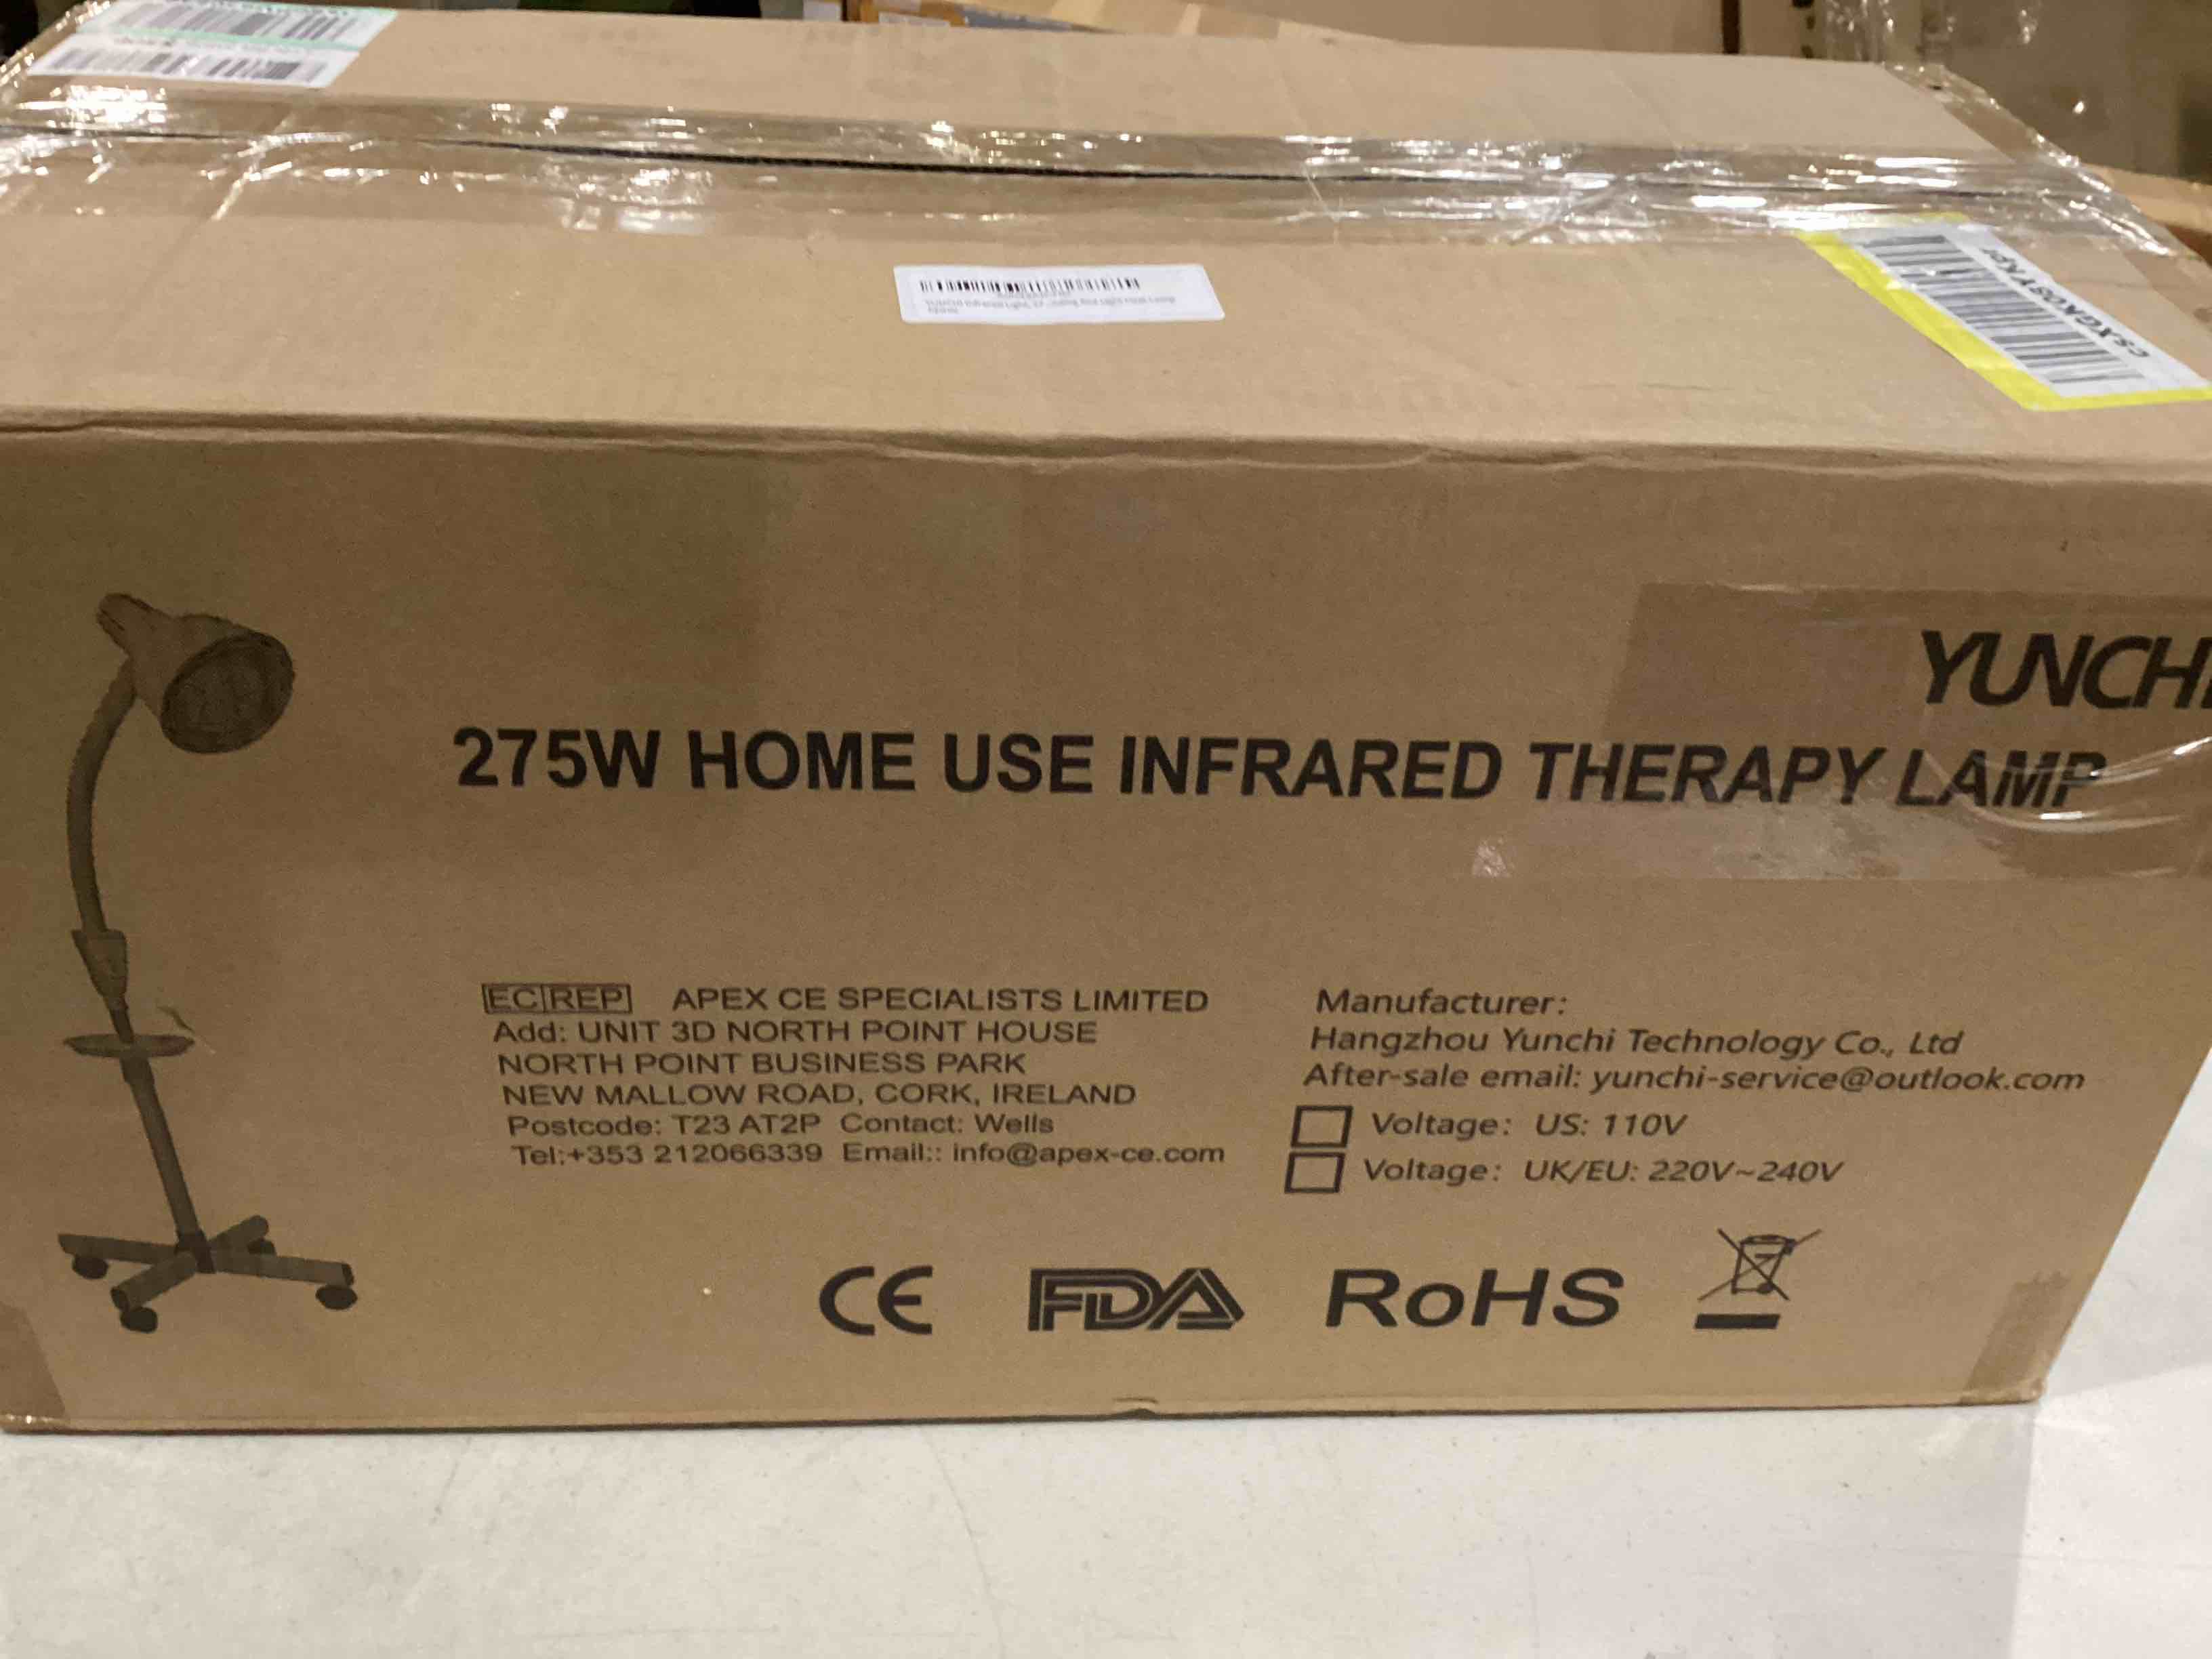 CSXGK08YKPI
YUNCHI
275W HOME USE INFRARED THERAPY LAMP
EC REP APEX CE SPECIALISTS LIMITED
Add: UNIT 3D NORTH POINT HOUSE
NORTH POINT BUSINESS PARK
NEW MALLOW ROAD, CORK, IRELAND
Postcode: T23 AT2P Contact: Wells
Tel:+353 212066339 Email:: info@apex-ce.com
Manufacturer:
Hangzhou Yunchi Technology Co., Ltd
After-sale email: yunchi-service@outlook.com
Voltage: US: 110V
Voltage: UK/EU: 220V~240V
CE FDA RoHS